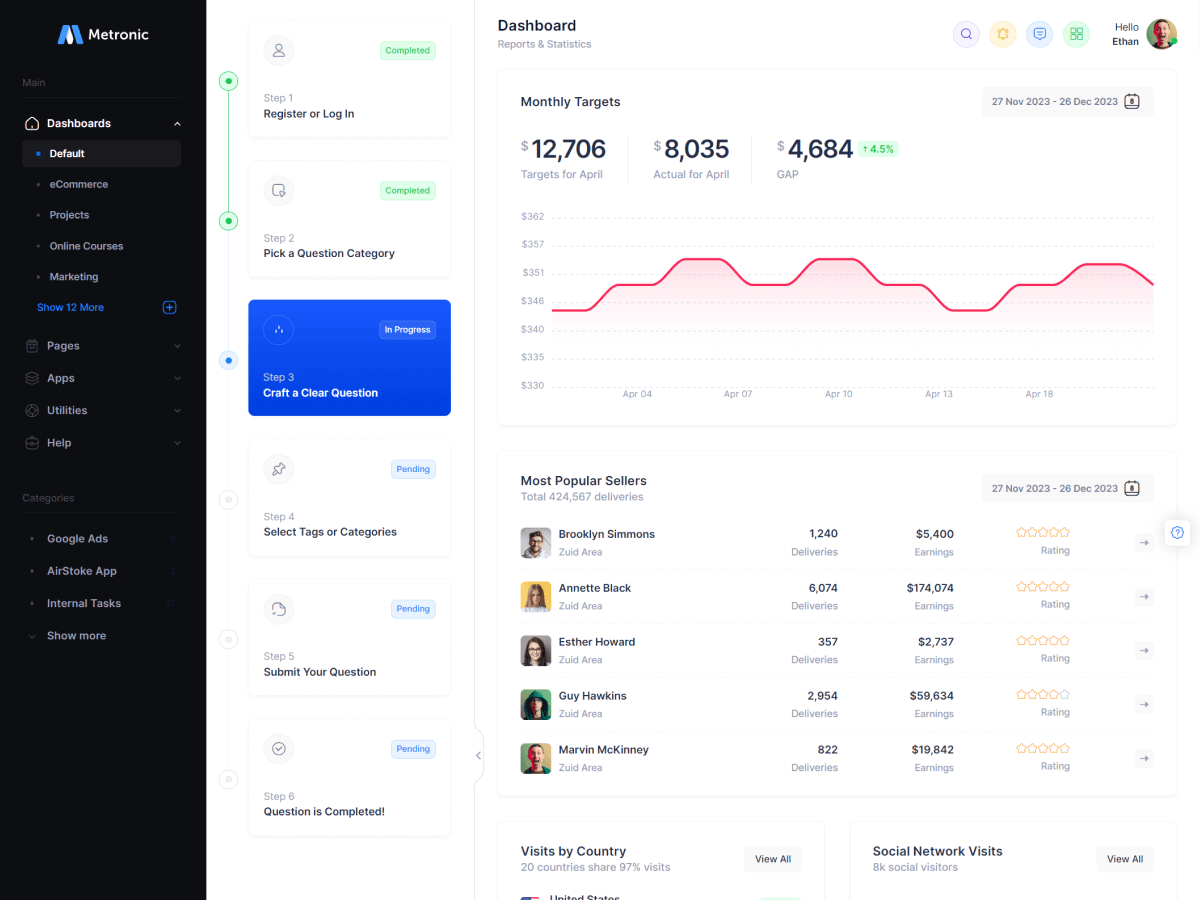 Metronic
Main
Dashboards
Default
eCommerce
Projects
Online Courses
Marketing
Show 12 More
Pages
Apps
Utilities
Help
Categories
Google Ads
AirStoke App
Internal Tasks
Show more
Completed
Step 1
Register or Log In
Completed
Step 2
Pick a Question Category
In Progress
Step 3
Craft a Clear Question
Pending
Step 4
Select Tags or Categories
Pending
Step 5
Submit Your Question
Pending
Step 6
Question is Completed!
Dashboard
Reports & Statistics
Hello
Ethan
Monthly Targets
27 Nov 2023 - 26 Dec 2023 8
$ 12,706
Targets for April
$ 8,035
Actual for April
$ 4,684 ↑ 4.5%
GAP
$362
$357
$351
$346
$340
$335
$330
Apr 04 Apr 07 Apr 10 Apr 13 Apr 18
Most Popular Sellers
Total 424,567 deliveries
27 Nov 2023 - 26 Dec 2023 8
Brooklyn Simmons 1,240 $5,400
Zuid Area Deliveries Earnings Rating
Annette Black 6,074 $174,074
Zuid Area Deliveries Earnings Rating
Esther Howard 357 $2,737
Zuid Area Deliveries Earnings Rating
Guy Hawkins 2,954 $59,634
Zuid Area Deliveries Earnings Rating
Marvin McKinney 822 $19,842
Zuid Area Deliveries Earnings Rating
Visits by Country
20 countries share 97% visits
View All
United States
Social Network Visits
8k social visitors
View All